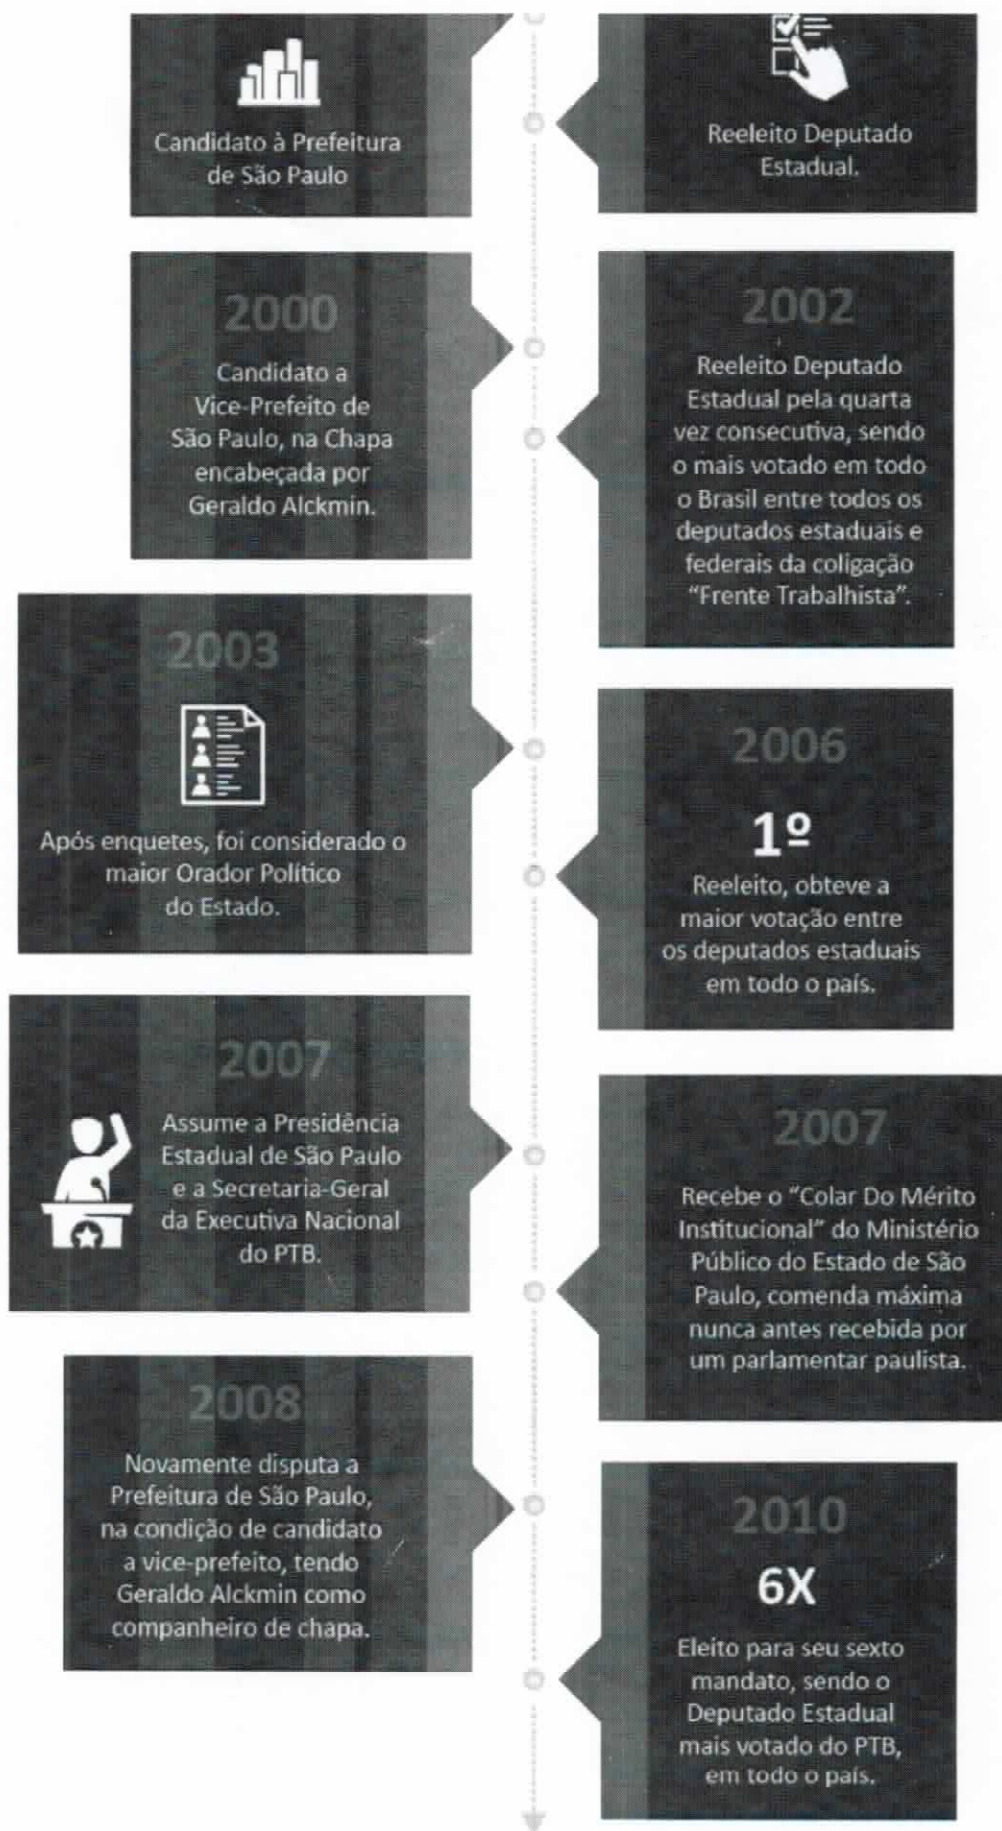 Candidato à Prefeitura
de São Paulo
Reeleito Deputado
Estadual.
2000
Candidato a
Vice-Prefeito de
São Paulo, na Chapa
encabeçada por
Geraldo Alckmin.
2002
Reeleito Deputado
Estadual pela quarta
vez consecutiva, sendo
o mais votado em todo
o Brasil entre todos os
deputados estaduais e
federais da coligação
“Frente Trabalhista”.
2003
Após enquetes, foi considerado o
maior Orador Político
do Estado.
2006
1º
Reeleito, obteve a
maior votação entre
os deputados estaduais
em todo o país.
2007
Assume a Presidência
Estadual de São Paulo
e a Secretaria-Geral
da Executiva Nacional
do PTB.
2007
Recebe o “Colar Do Mérito
Institucional” do Ministério
Público do Estado de São
Paulo, comenda máxima
nunca antes recebida por
um parlamentar paulista.
2008
Novamente disputa a
Prefeitura de São Paulo,
na condição de candidato
a vice-prefeito, tendo
Geraldo Alckmin como
companheiro de chapa.
2010
6X
Eleito para seu sexto
mandato, sendo o
Deputado Estadual
mais votado do PTB,
em todo o país.